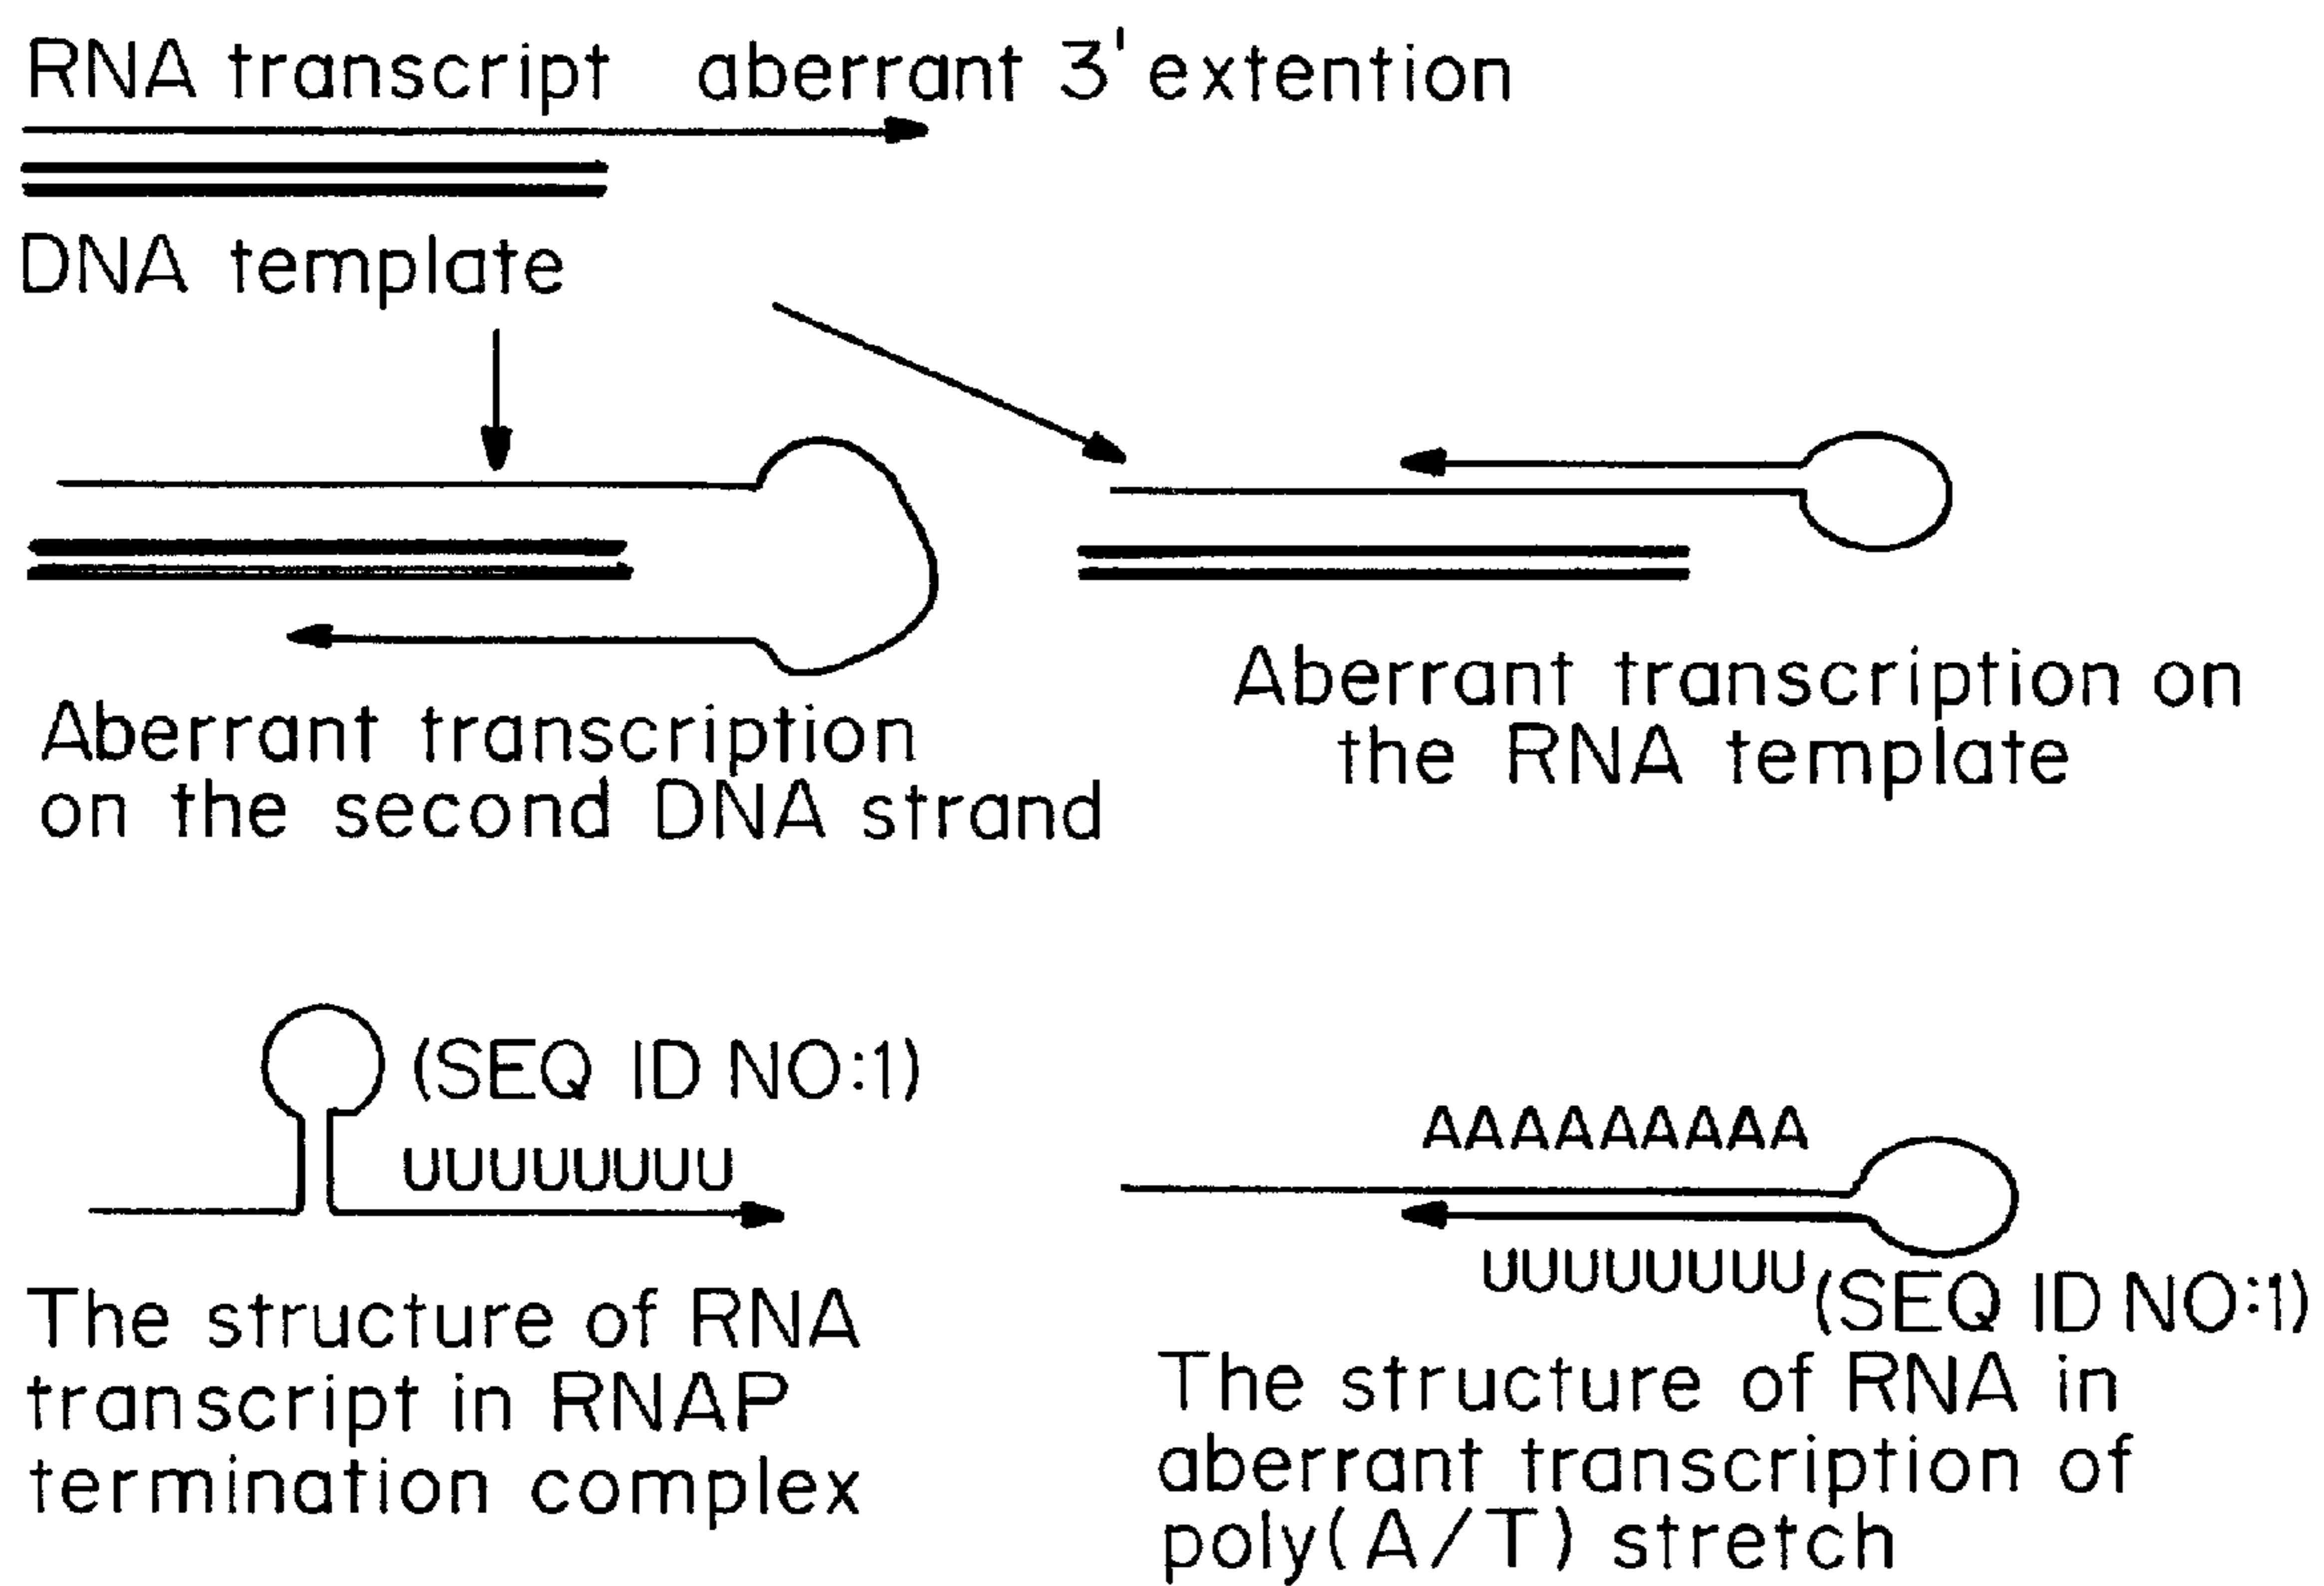 RNA transcript aberrant 3' extention
DNA template
Aberrant transcription
on the second DNA strand
Aberrant transcription on
the RNA template
(SEQ ID NO:1)
UUUUUUUU
The structure of RNA
transcript in RNAP
termination complex
AAAAAAAAA
UUUUUUUU (SEQ ID NO:1)
The structure of RNA in
aberrant transcription of
poly(A/T) stretch